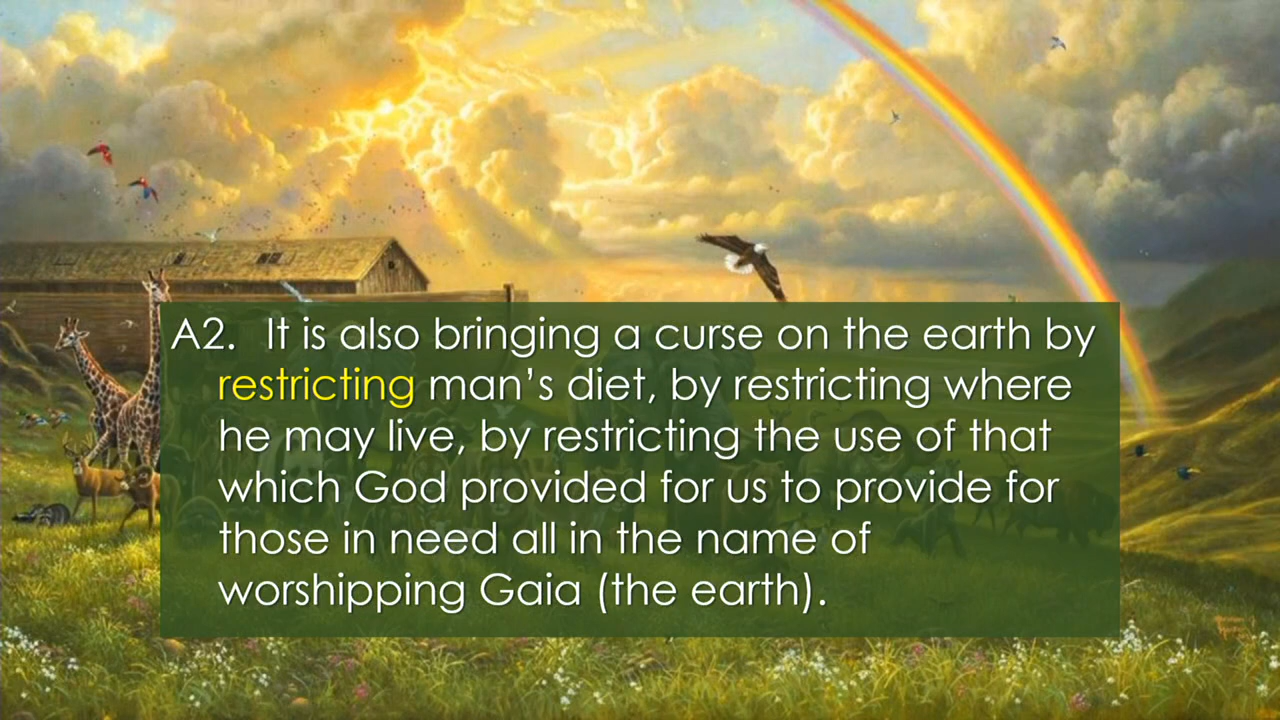 A2. It is also bringing a curse on the earth by
restricting man’s diet, by restricting where
he may live, by restricting the use of that
which God provided for us to provide for
those in need all in the name of
worshipping Gaia (the earth).